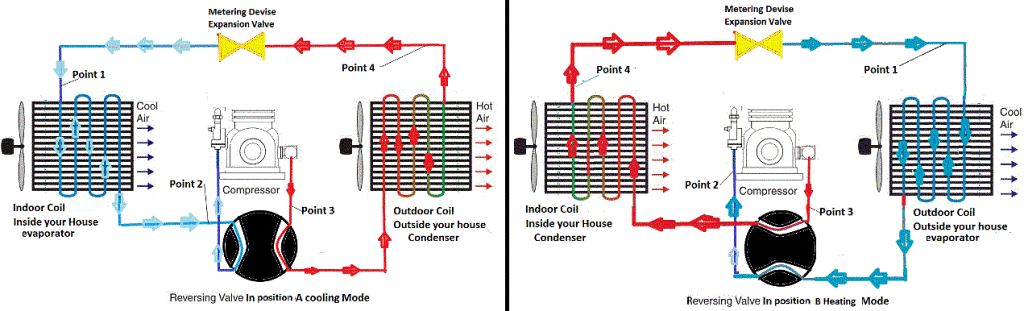 Metering Devise
Expansion Valve
Point 1
Point 4
Cool
Air
Hot
Air
Point 2
Compressor
Point 3
Indoor Coil
Inside your House
evaporator
Outdoor Coil
Outside your house
Condenser
Reversing Valve In position A cooling Mode
Metering Devise
Expansion Valve
Point 4
Point 1
Hot
Air
Cool
Air
Point 2
Compressor
Point 3
Indoor Coil
Inside your House
Condenser
Outdoor Coil
Outside your house
evaporator
Reversing Valve In position B Heating Mode